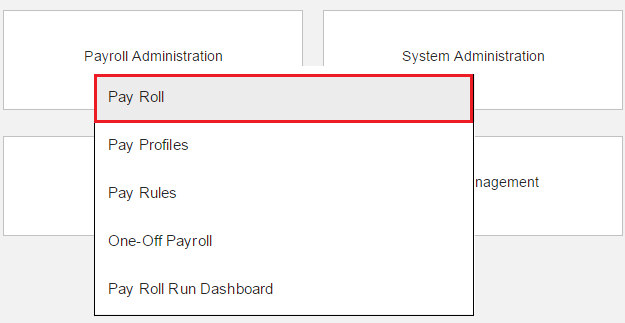 Payroll Administration
System Administration
Pay Roll
Pay Profiles
Pay Rules
nagement
One-Off Payroll
Pay Roll Run Dashboard